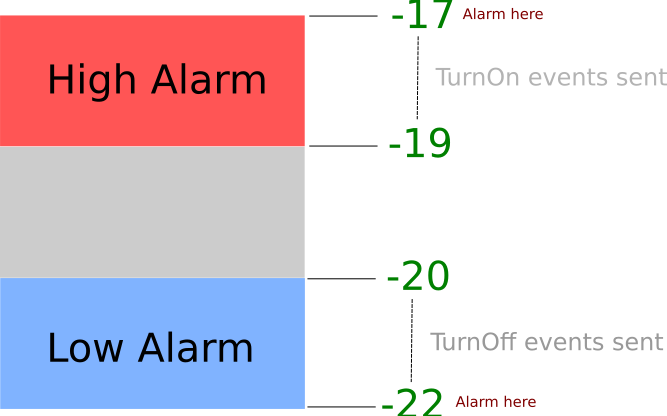 -17 Alarm here
High Alarm
TurnOn events sent
-19
-20
Low Alarm
TurnOff events sent
-22 Alarm here